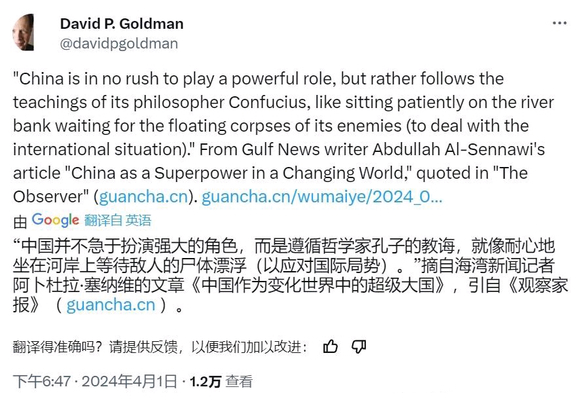 David P. Goldman
@davidpgoldman
"China is in no rush to play a powerful role, but rather follows the
teachings of its philosopher Confucius, like sitting patiently on the river
bank waiting for the floating corpses of its enemies (to deal with the
international situation)." From Gulf News writer Abdullah Al-Sennawi's
article "China as a Superpower in a Changing World," quoted in "The
Observer" (guancha.cn). guancha.cn/wumaiye/2024_0...
由 Google 翻译自 英语
“中国并不急于扮演强大的角色，而是遵循哲学家孔子的教诲，就像耐心地
坐在河岸上等待敌人的尸体漂浮（以应对国际局势）。”摘自海湾新闻记者
阿卜杜拉·塞纳维的文章《中国作为变化世界中的超级大国》，引自《观察家
报》（ guancha.cn ）。
翻译得准确吗？请提供反馈，以便我们加以改进：
下午6:47 · 2024年4月1日 · 1.2万 查看